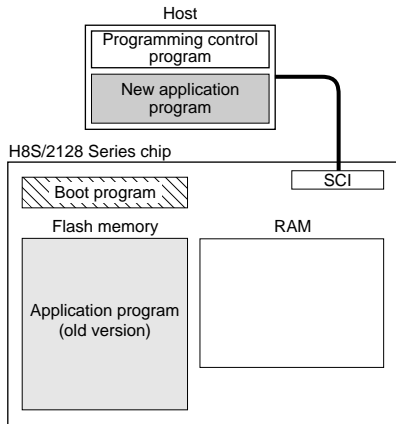 Host
Programming control
program
New application
program
H8S/2128 Series chip
SCI
Boot program
Flash memory
RAM
Application program
(old version)